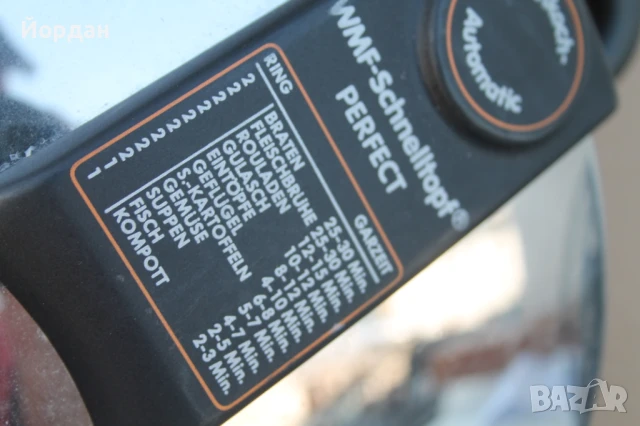 Йордан
Kosch.
Automatic
WMF-Schnelltopf®
PERFECT
RING GARZEIT
2 BRATEN 25-30 Min.
2 FLEISCHBRÜHE 25-30 Min.
2 ROULADEN 12-15 Min.
2 GULASCH 10-12 Min.
2 EINTÖPFE 8-12 Min.
2 GEFLÜGEL 4-10 Min.
2 S.-KARTOFFELN 6-8 Min.
2 GEMÜSE 5-7 Min.
2 SUPPEN 4-7 Min.
1 FISCH 2-5 Min.
1 KOMPOTT 2-3 Min.
BAZAR